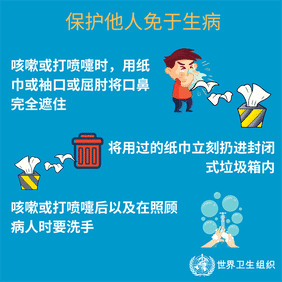 保护他人免于生病
咳嗽或打喷嚏时，用纸
巾或袖口或屈肘将口鼻
完全遮住
将用过的纸巾立刻扔进封闭
式垃圾箱内
咳嗽或打喷嚏后以及在照顾
病人时要洗手
世界卫生组织